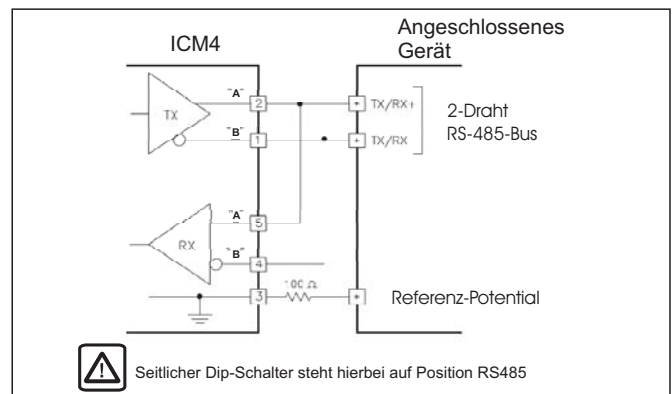 ICM4
Angeschlossenes
Gerät
"A"
2
TX/RX+
TX
2-Draht
RS-485-Bus
"B"
1
TX/RX
"A"
5
RX
"B"
4
100 Ω
3
Referenz-Potential
Seitlicher Dip-Schalter steht hierbei auf Position RS485